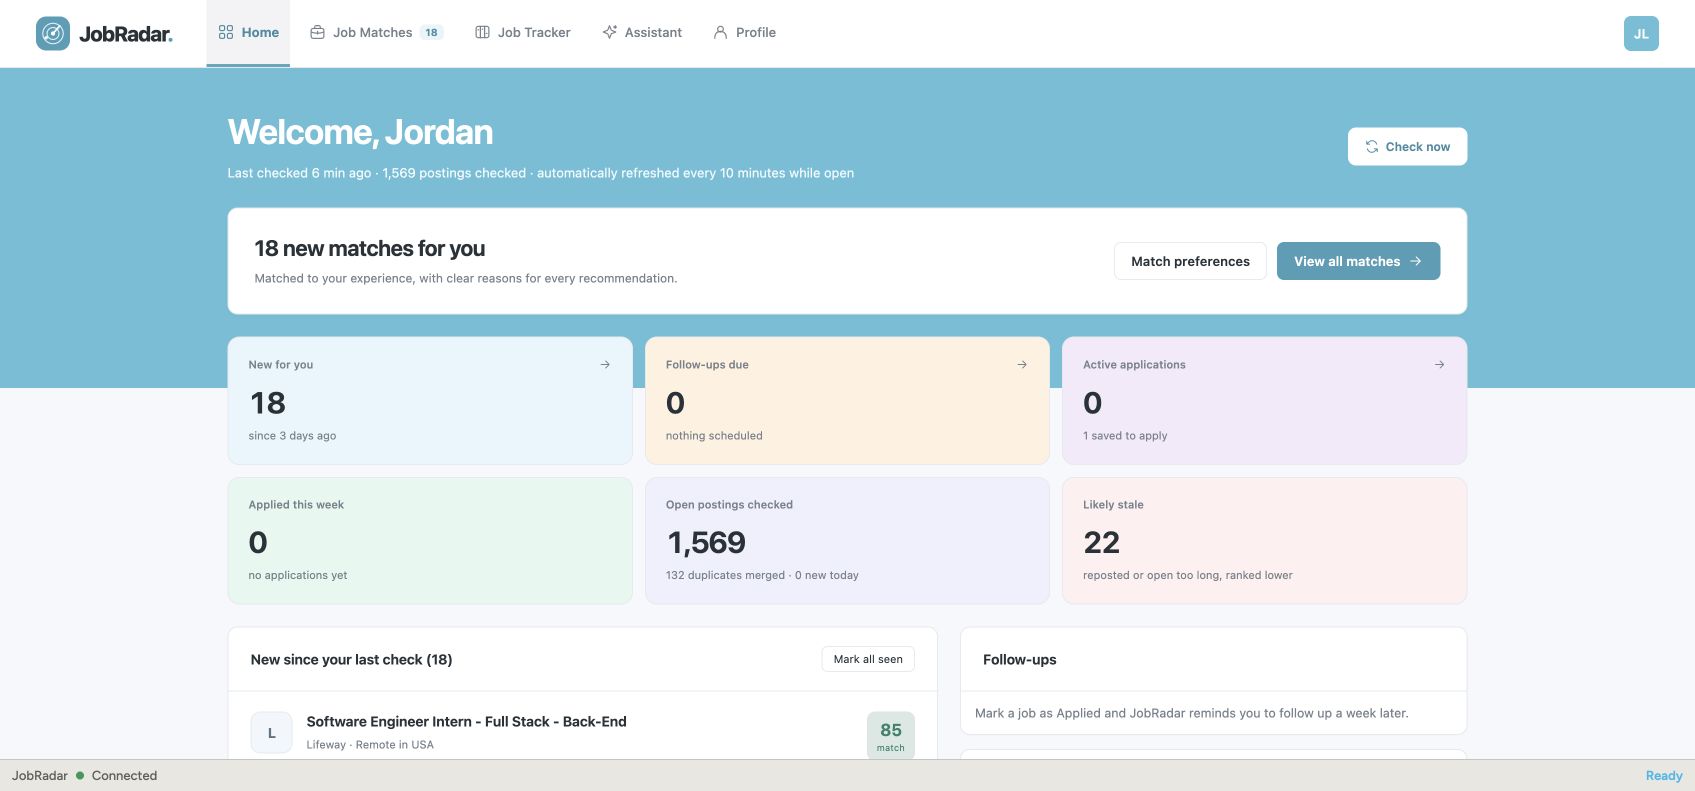 JobRadar.
Home
Job Matches 18
Job Tracker
Assistant
Profile
JL
Welcome, Jordan
Last checked 6 min ago · 1,569 postings checked · automatically refreshed every 10 minutes while open
Check now
18 new matches for you
Matched to your experience, with clear reasons for every recommendation.
Match preferences
View all matches →
New for you →
18
since 3 days ago
Follow-ups due →
0
nothing scheduled
Active applications →
0
1 saved to apply
Applied this week
0
no applications yet
Open postings checked
1,569
132 duplicates merged · 0 new today
Likely stale
22
reposted or open too long, ranked lower
New since your last check (18)
Mark all seen
L
Software Engineer Intern - Full Stack - Back-End
Lifeway · Remote in USA
85
match
Follow-ups
Mark a job as Applied and JobRadar reminds you to follow up a week later.
JobRadar ● Connected
Ready